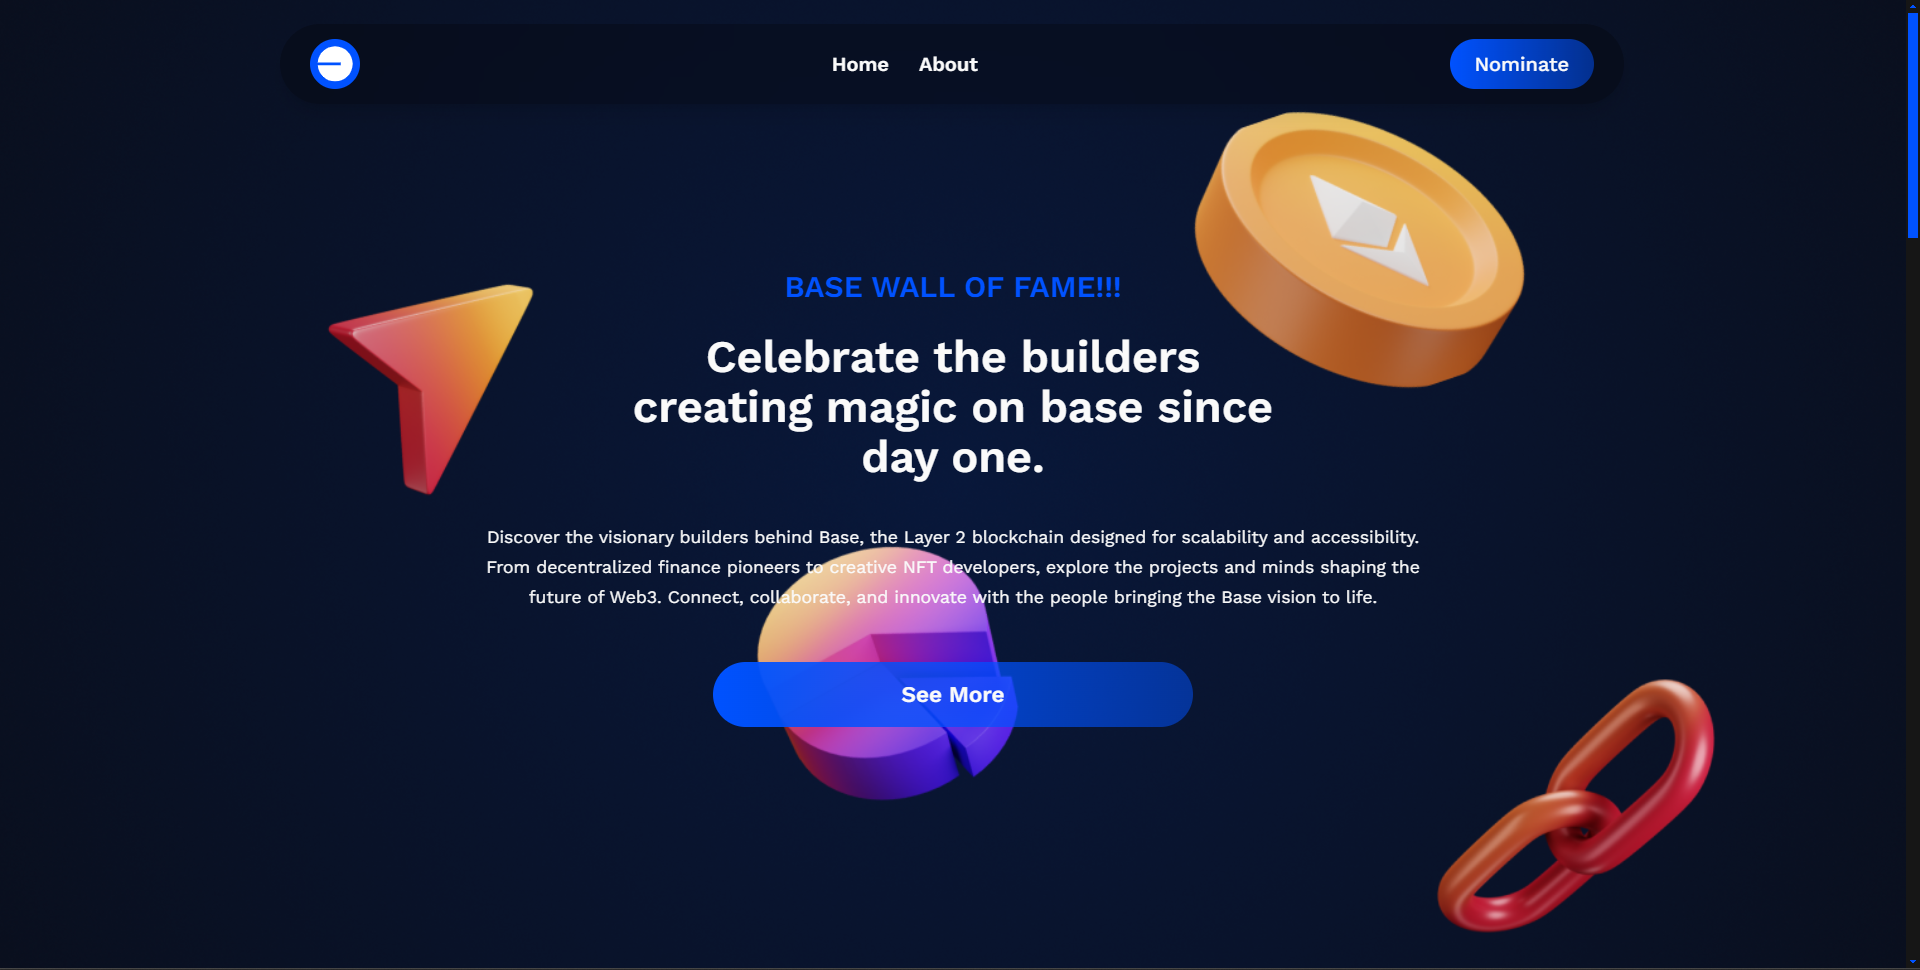 Home About Nominate
BASE WALL OF FAME!!!
Celebrate the builders
creating magic on base since
day one.
Discover the visionary builders behind Base, the Layer 2 blockchain designed for scalability and accessibility.
From decentralized finance pioneers to creative NFT developers, explore the projects and minds shaping the
future of Web3. Connect, collaborate, and innovate with the people bringing the Base vision to life.
See More